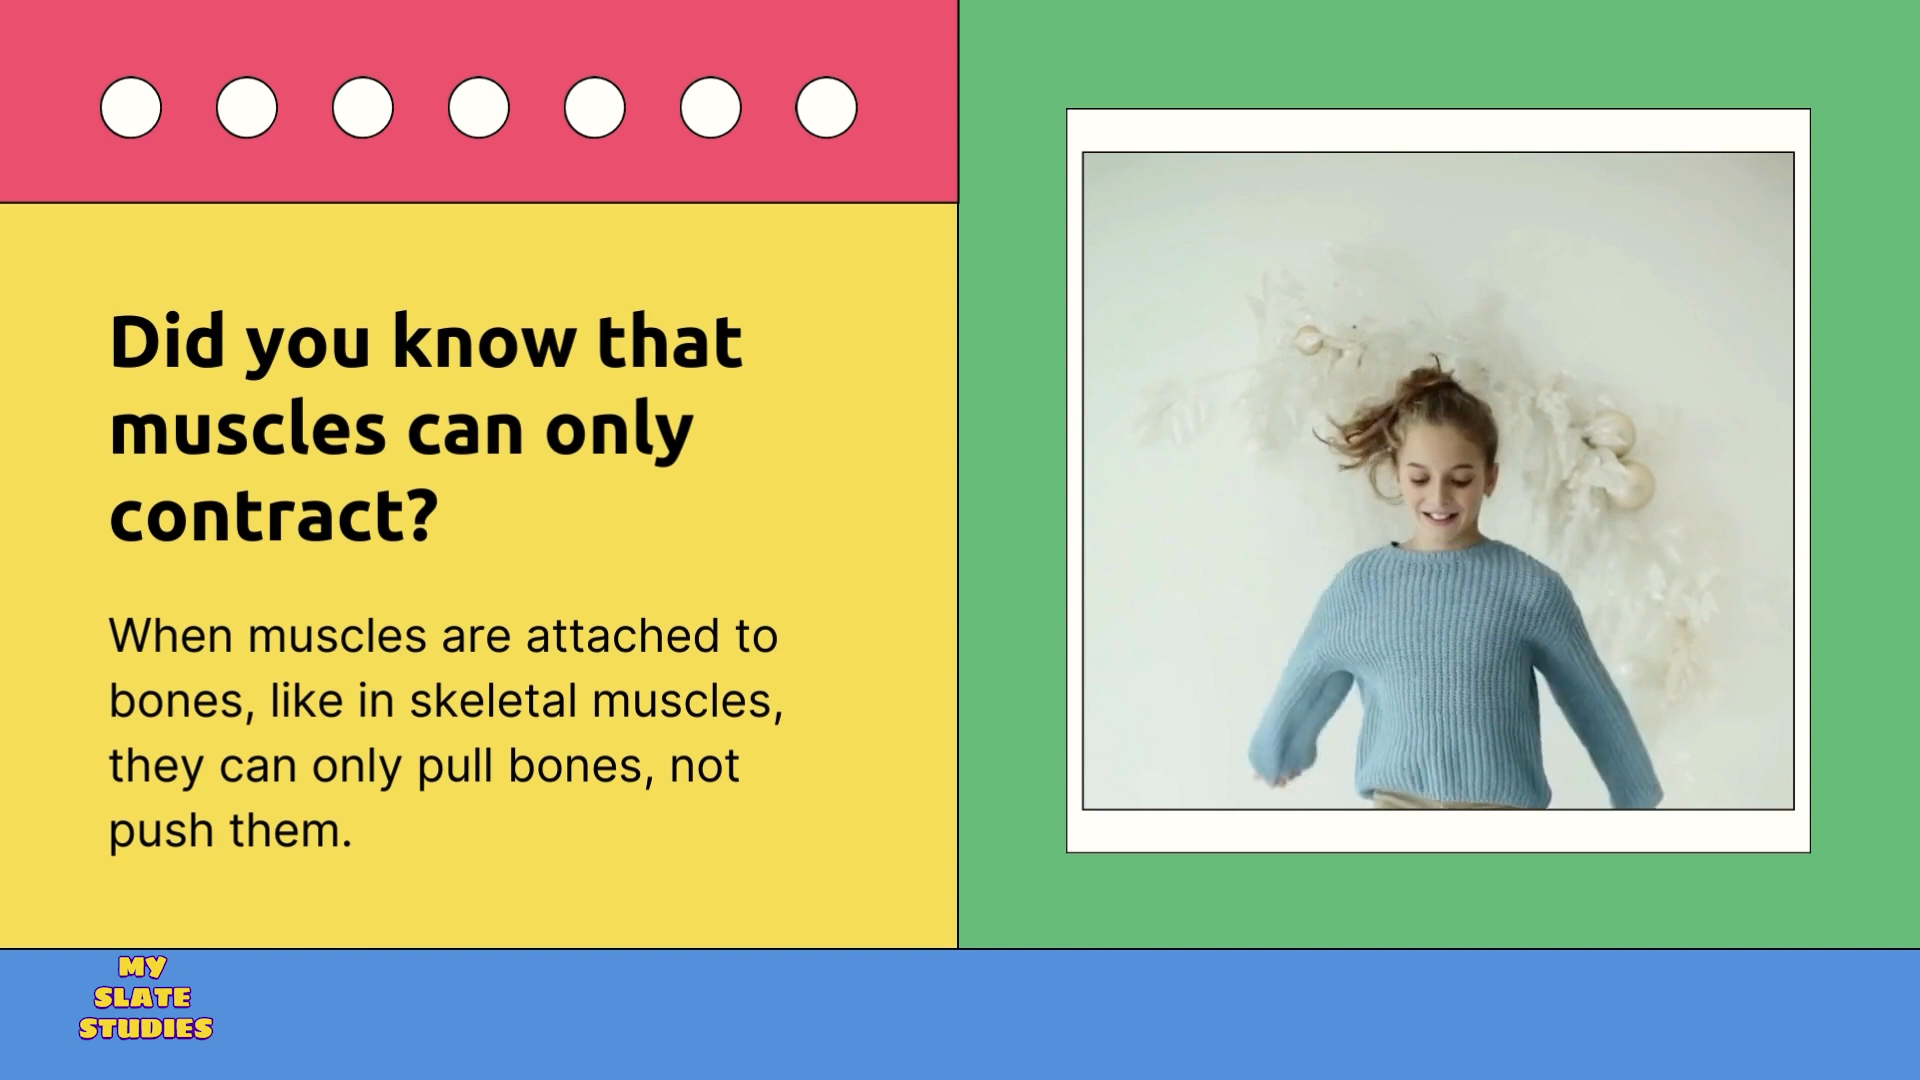 Did you know that
muscles can only
contract?
When muscles are attached to
bones, like in skeletal muscles,
they can only pull bones, not
push them.
MY
SLATE
STUDIES